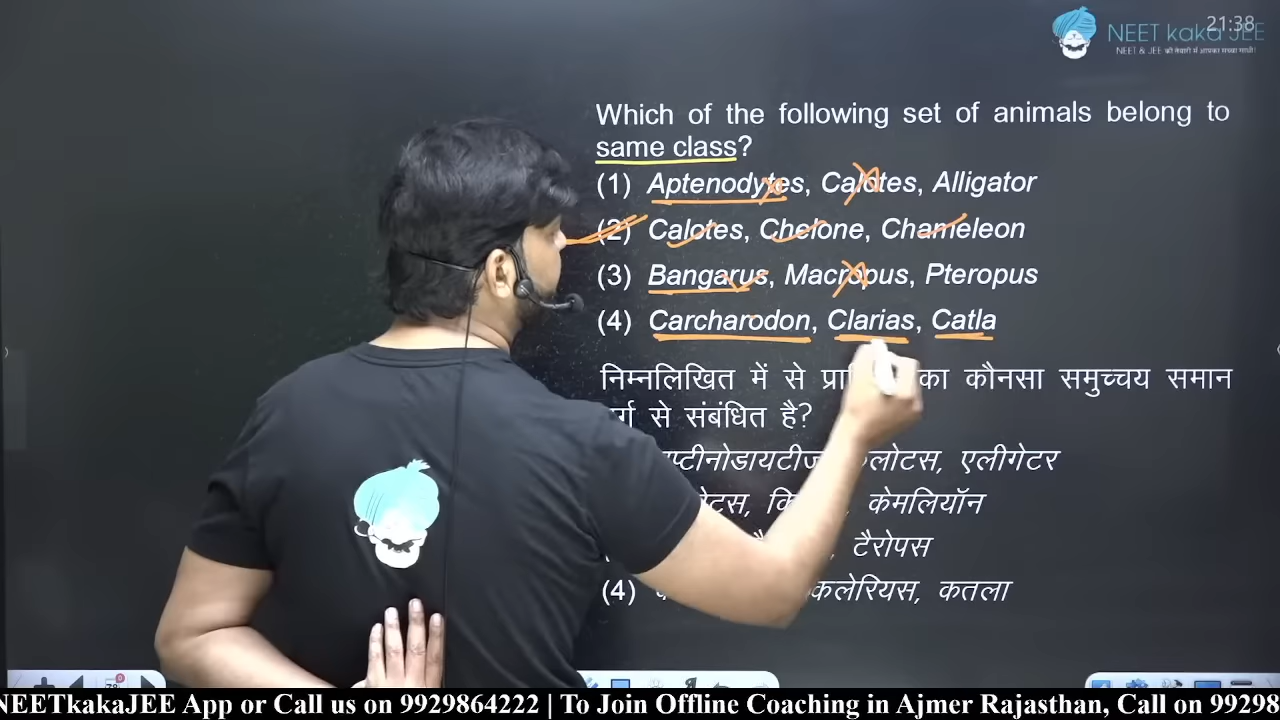 21:38
NEET kaka JEE
NEET & JEE की तैयारी में आपका सच्चा साथी!
Which of the following set of animals belong to
same class?
(1) Aptenodytes, Calotes, Alligator
(2) Calotes, Chelone, Chameleon
(3) Bangarus, Macropus, Pteropus
(4) Carcharodon, Clarias, Catla
निम्नलिखित में से का कौनसा समुच्चय समान
से संबंधित है?
एलीगेटर
केमलियॉन
टैरोपस
(4) कलेरियस, कतला
NEETkakaJEE App or Call us on 9929864222 | To Join Offline Coaching in Ajmer Rajasthan, Call on 99298